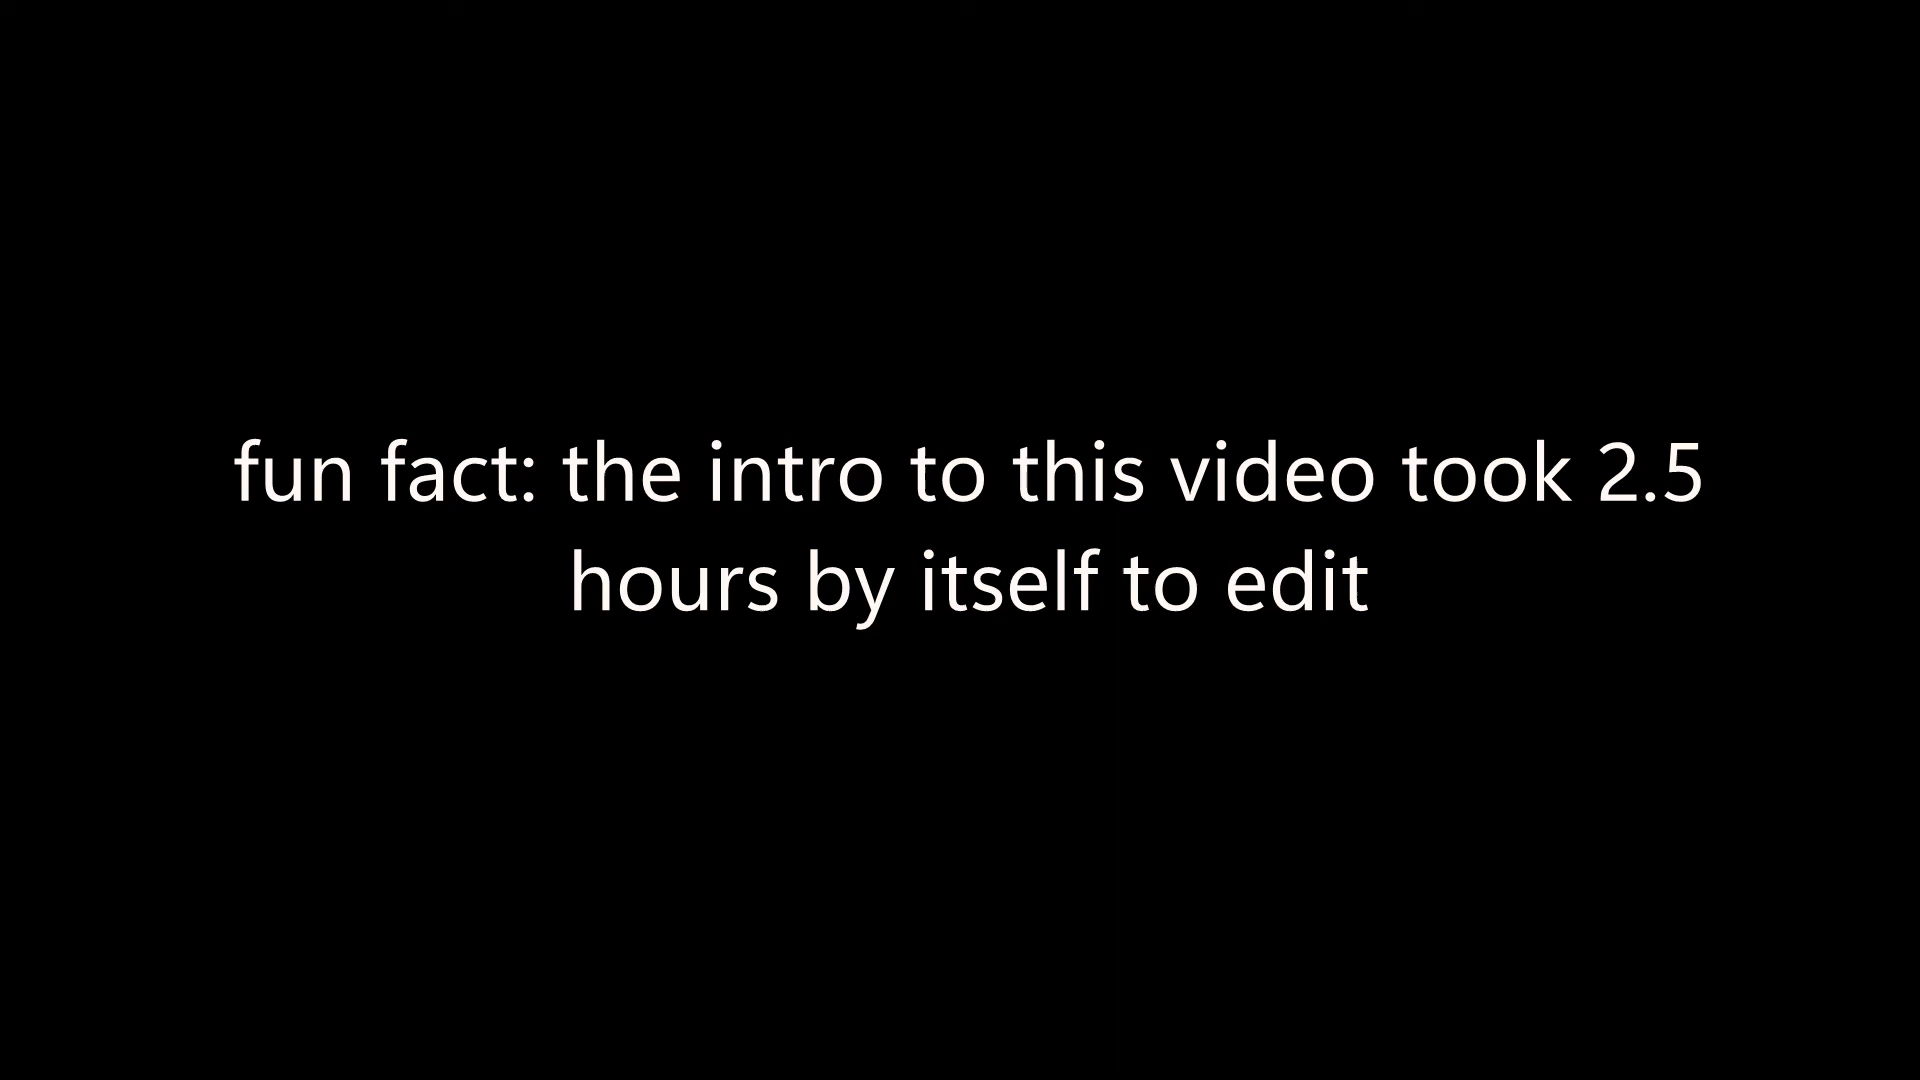 fun fact: the intro to this video took 2.5
hours by itself to edit